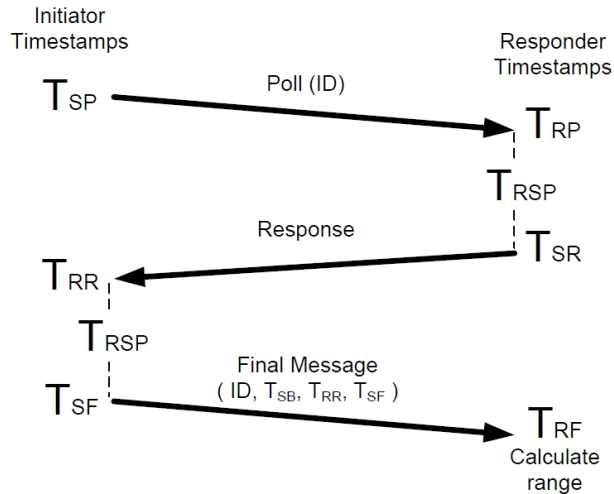 Initiator
Timestamps
Responder
Timestamps
TSP
Poll (ID)
TRP
TRSP
Response
TSR
TRR
TRSP
Final Message
( ID, TSB, TRR, TSF )
TSF
TRF
Calculate
range